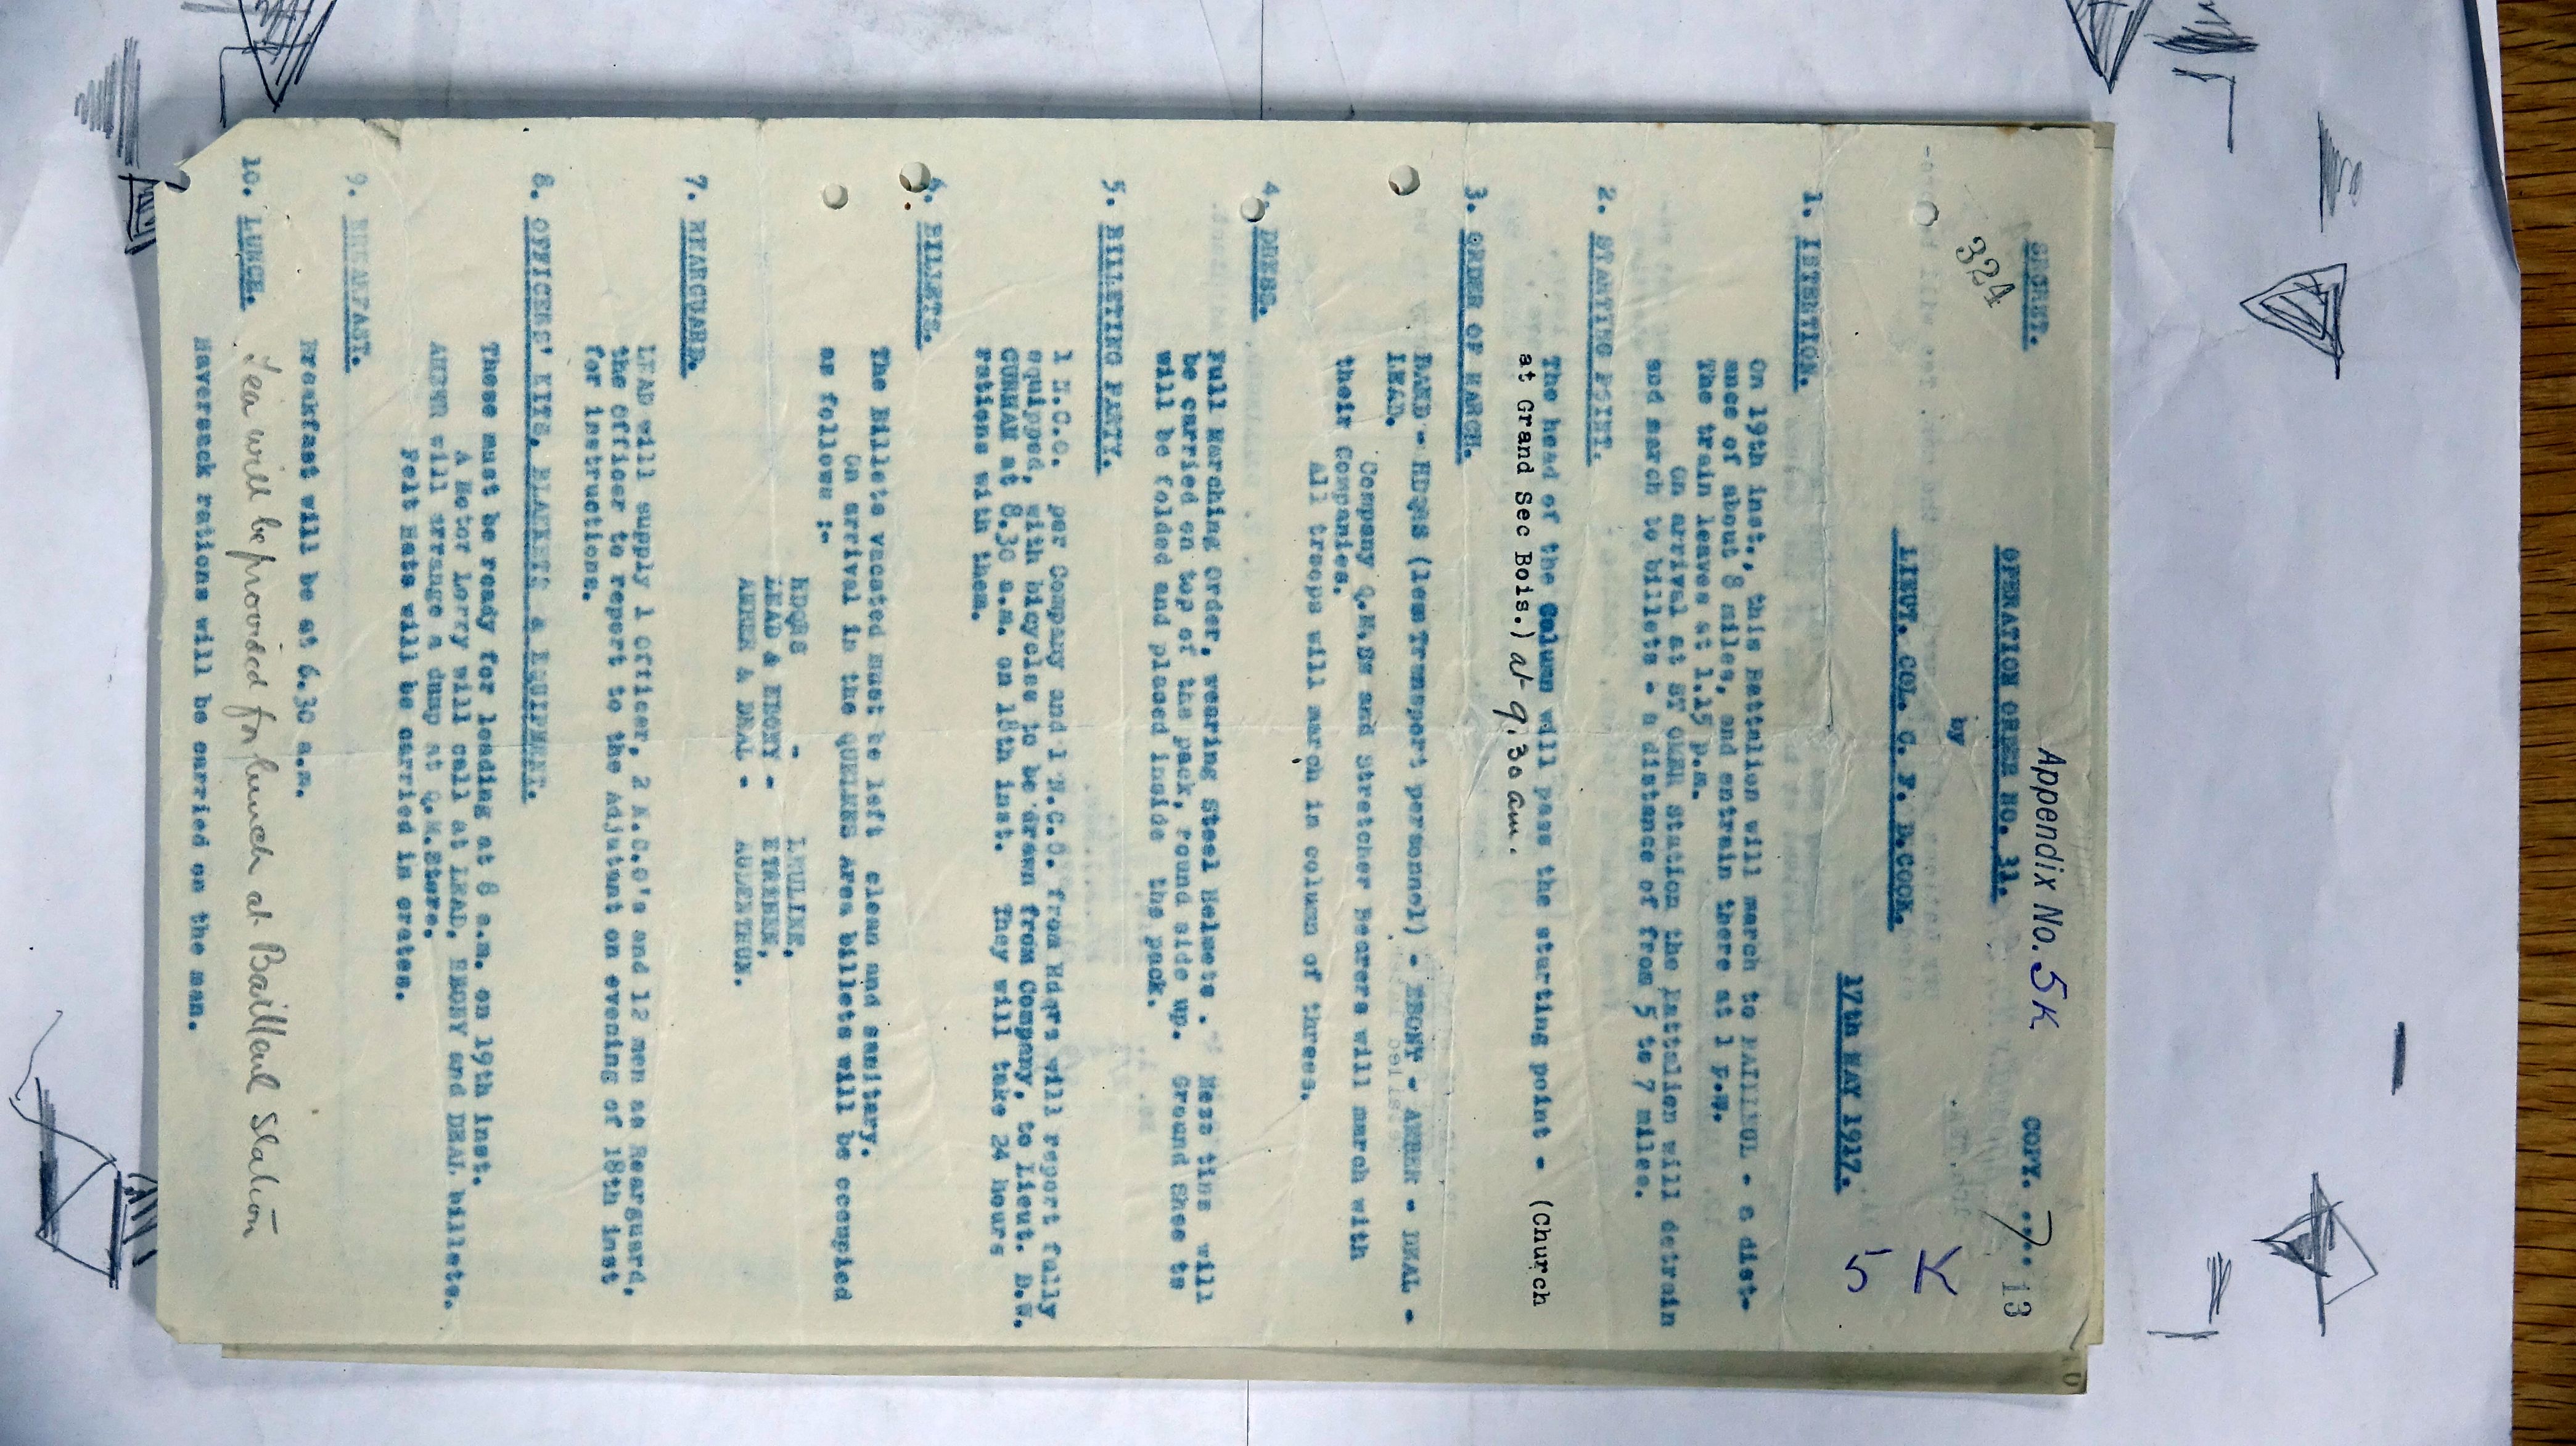 Appendix No. 5K
SECRET. COPY. ..7.. 13
324
OPERATION ORDER NO. 31.
by
LIEUT. COL. C. F. B.COOK.
5 K
17th MAY 1917.
1. INTENTION.
On 19th inst., this Battalion will march to BAILLEUL - a dist-
ance of about 8 miles, and entrain there at 1 p.m.
The train leaves at 1.15 p.m.
On arrival at ST OMER Station the Battalion will detrain
and march to billets - a distance of from 5 to 7 miles.
2. STARTING POINT.
The head of the Column will pass the starting point - (Church
at Grand Sec Bois.) at 9.30 am.
3. ORDER OF MARCH.
BAND - HDQRS (less Transport personnel) - EBONY - AMBER - DEAL -
LEAD.
Company Q.M.Ss and Stretcher Bearers will march with
their Companies.
All troops will march in column of threes.
4. DRESS.
Full Marching Order, wearing Steel Helmets. Mess tins will
be carried on top of the pack, round side up. Ground Shee ts
will be folded and placed inside the pack.
5. BILLETING PARTY.
1 N.C.O. per Company and 1 N.C.O. from Hdqrs will report fully
equipped, with bicycles to be drawn from Company, to Lieut. D.W.
CURHAM at 8.30 a.m. on 18th inst. They will take 24 hours
rations with them.
6. BILLETS.
The Billets vacated must be left clean and sanitary.
On arrival in the QUELMES Area billets will be occupied
as follows :-
HDQRS - LEULINE,
LEAD & EBONY - ETREHE,
AMBER & DEAL - AUDENTHUN.
7. REARGUARD.
LEAD will supply 1 Officer, 2 N.C.O's and 12 men as Rearguard,
the Officer to report to the Adjutant on evening of 18th inst
for instructions.
8. OFFICERS' KITS, BLANKETS & EQUIPMENT.
These must be ready for loading at 8 a.m. on 19th inst.
A Motor Lorry will call at LEAD, EBONY and DEAL billets.
AMBER will arrange a dump at Q.M.Store.
Felt Hats will be carried in crates.
9. BREAKFAST.
Breakfast will be at 6.30 a.m.
10. LUNCH. Tea will be provided for lunch at Bailleul Station
Haversack rations will be carried on the man.